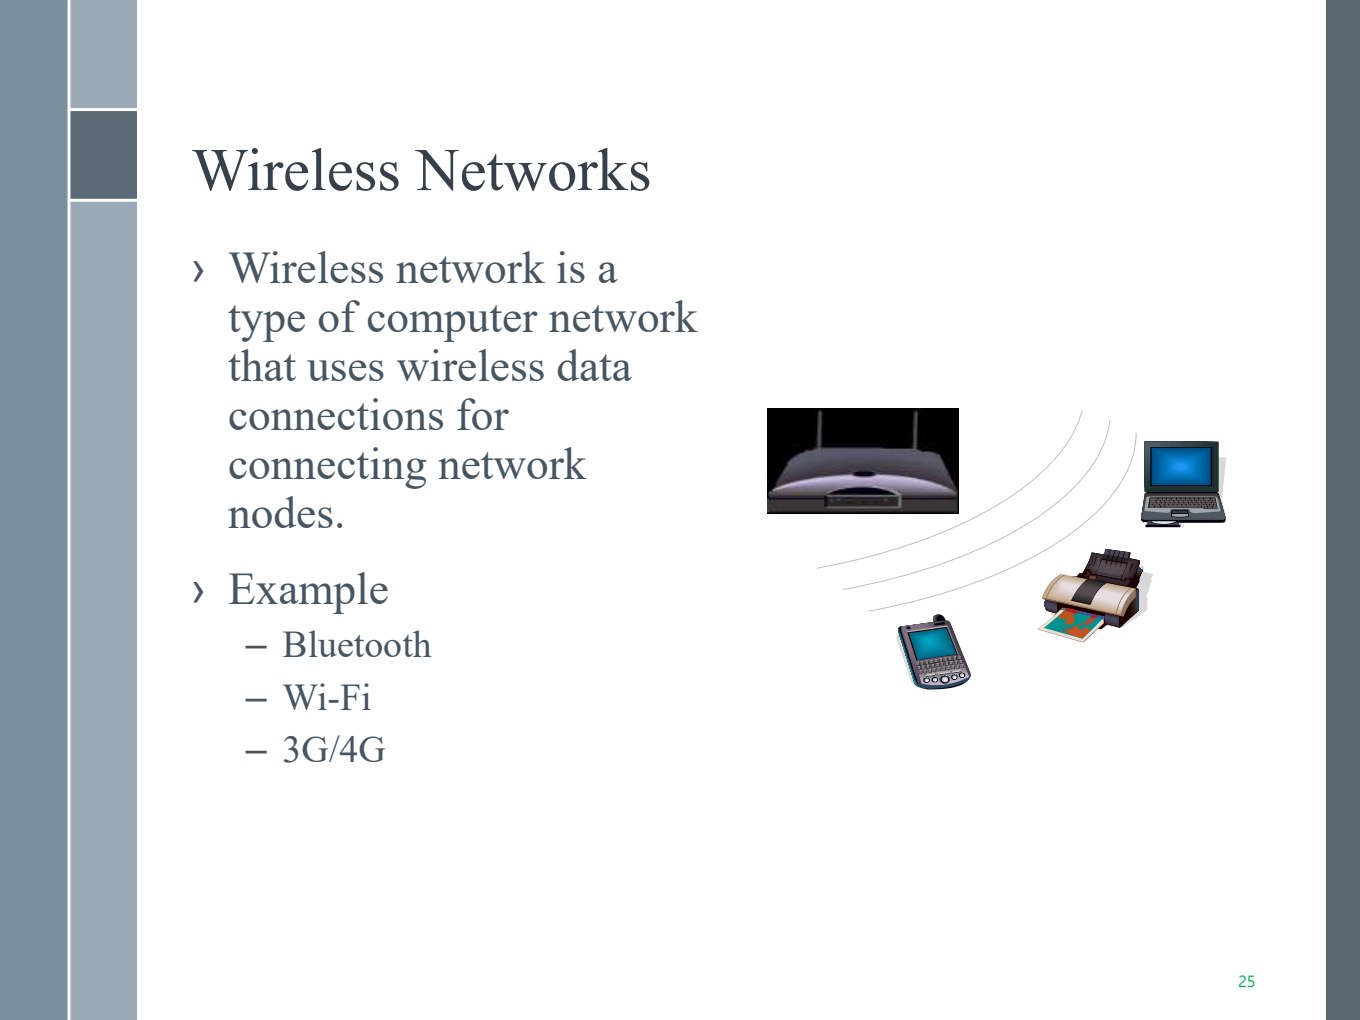 Wireless Networks
› Wireless network is a
type of computer network
that uses wireless data
connections for
connecting network
nodes.
› Example
– Bluetooth
– Wi-Fi
– 3G/4G
25